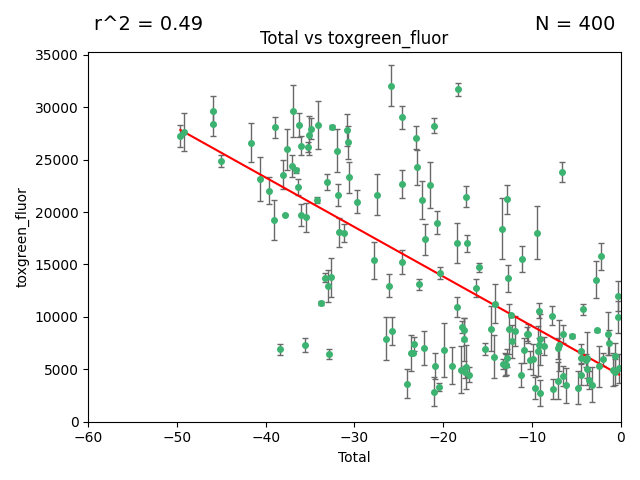 r^2 = 0.49 N = 400
Total vs toxgreen_fluor
35000
30000
25000
20000
15000
10000
5000
0
toxgreen_fluor
−60 −50 −40 −30 −20 −10 0
Total